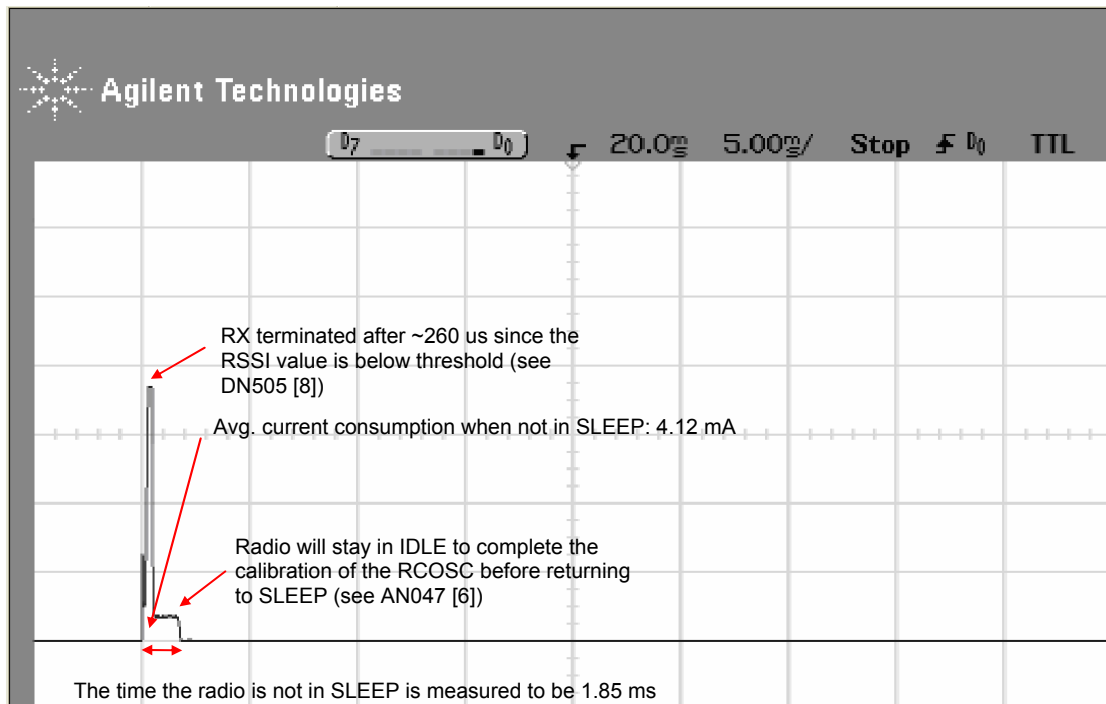 Agilent Technologies
D7 D0 20.0ms 5.00ms/ Stop D0 TTL
RX terminated after ~260 us since the
RSSI value is below threshold (see
DN505 [8])
Avg. current consumption when not in SLEEP: 4.12 mA
Radio will stay in IDLE to complete the
calibration of the RCOSC before returning
to SLEEP (see AN047 [6])
The time the radio is not in SLEEP is measured to be 1.85 ms